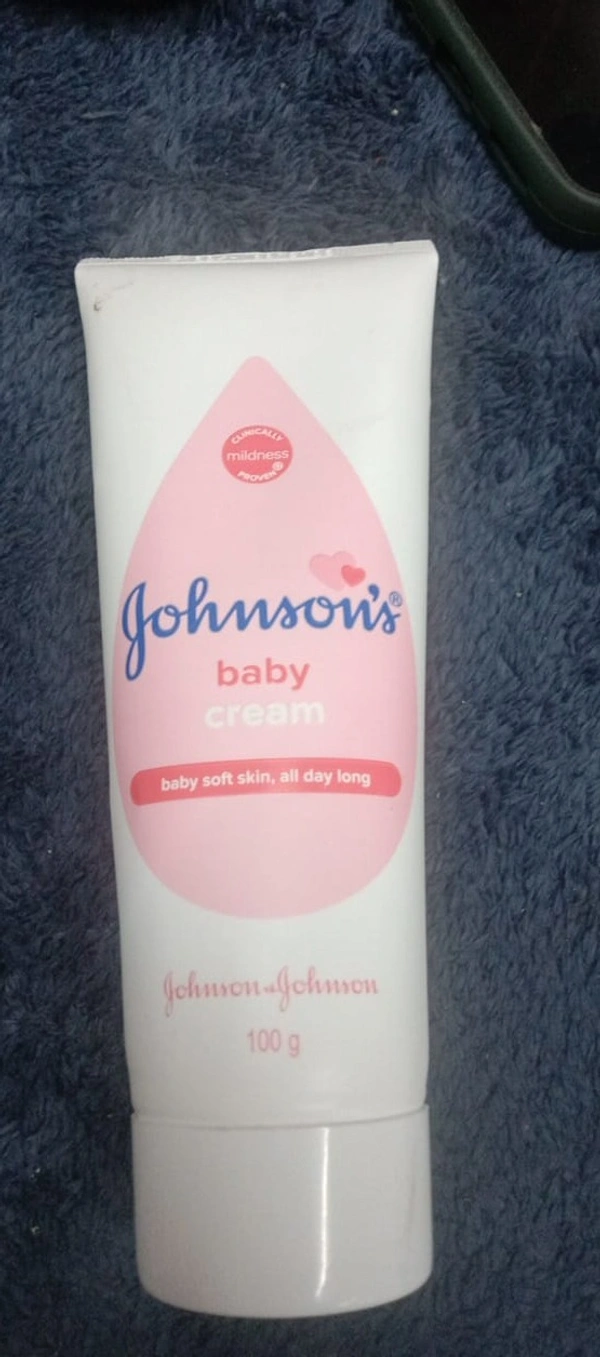 CLINICALLY
mildness
PROVEN®
Johnson's®
baby
cream
baby soft skin, all day long
Johnson & Johnson
100 g